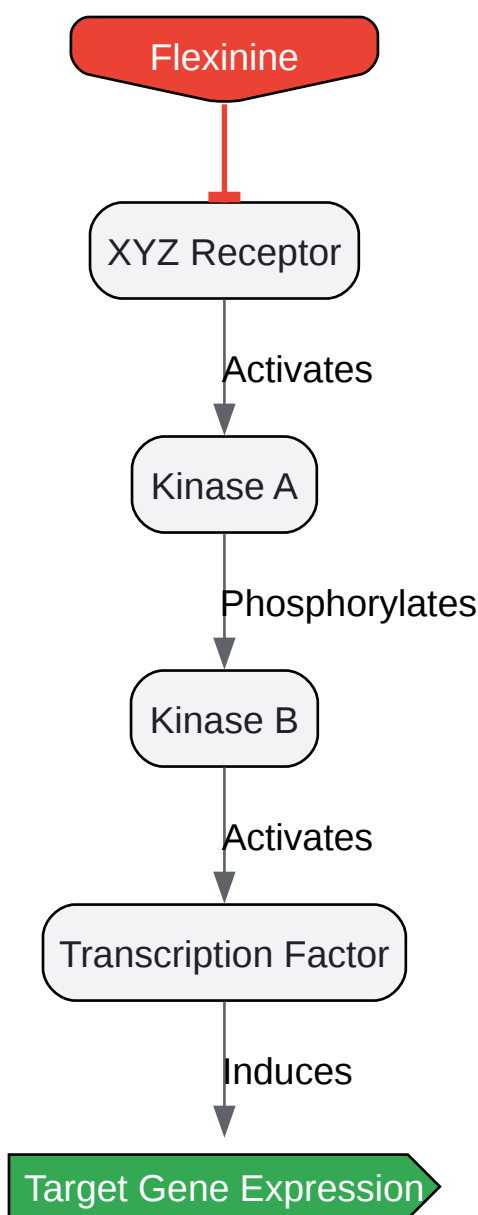 Flexinine
XYZ Receptor
Activates
Kinase A
Phosphorylates
Kinase B
Activates
Transcription Factor
Induces
Target Gene Expression